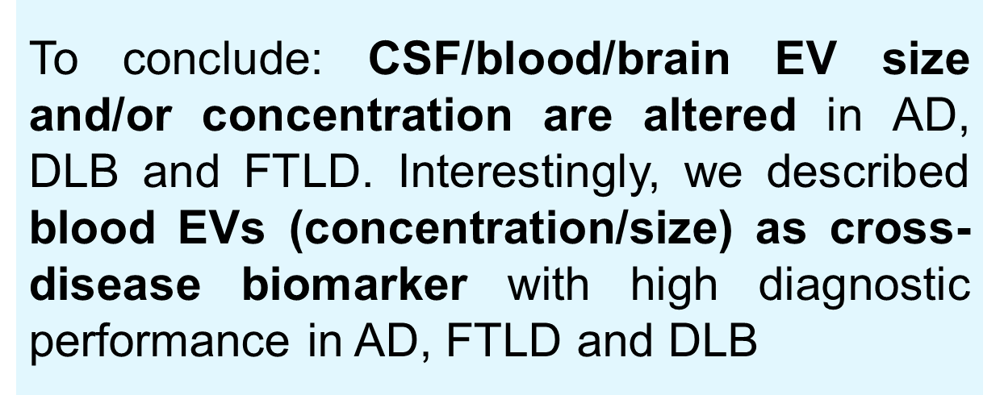 To conclude: CSF/blood/brain EV size
and/or concentration are altered in AD,
DLB and FTLD. Interestingly, we described
blood EVs (concentration/size) as cross-
disease biomarker with high diagnostic
performance in AD, FTLD and DLB